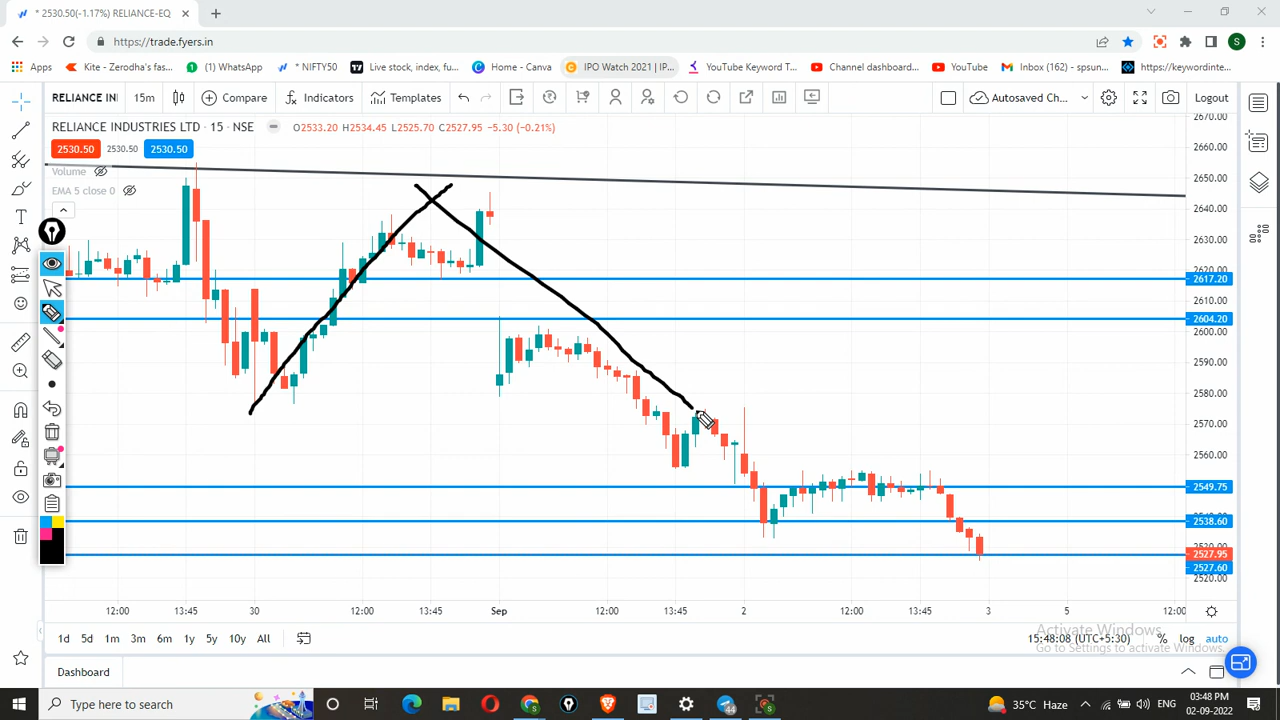 * 2530.50(-1.17%) RELIANCE-EQ
https://trade.fyers.in
S
Apps
Kite - Zerodha's fas...
(1) WhatsApp
* NIFTY50
Live stock, index, fu...
Home - Canva
IPO Watch 2021 | IP...
YouTube Keyword T...
Channel dashboard...
YouTube
Inbox (162) - spsun...
https://keywordinte...
RELIANCE IN
15m
Compare
Indicators
Templates
Autosaved Ch...
Logout
RELIANCE INDUSTRIES LTD · 15 · NSE
O2533.20 H2534.45 L2525.70 C2527.95 -5.30 (-0.21%)
2530.50
2530.50
2530.50
Volume
EMA 5 close 0
2670.00
2660.00
2650.00
2640.00
2630.00
2620.00
2617.20
2610.00
2604.20
2600.00
2590.00
2580.00
2570.00
2560.00
2549.75
2538.60
2530.00
2527.95
2527.60
2520.00
12:00
13:45
30
12:00
13:45
Sep
12:00
13:45
2
12:00
13:45
3
5
12:00
1d 5d 1m 3m 6m 1y 5y 10y All
15:48:08 (UTC+5:30)
% log auto
Activate Windows
Go to Settings to activate Windows.
Dashboard
Type here to search
35°C Haze
ENG
03:48 PM
02-09-2022